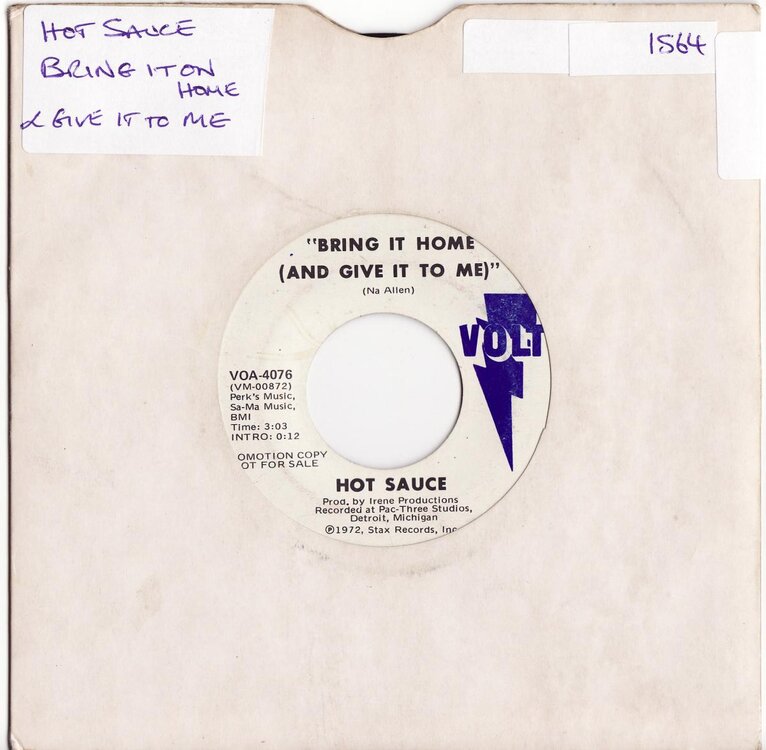 HOT SAUCE
BRING IT ON
HOME
& GIVE IT TO ME
1564
"BRING IT HOME
(AND GIVE IT TO ME)"
(Na Allen)
VOLT
VOA-4076
(VM-00872)
Perk's Music,
Sa-Ma Music,
BMI
Time: 3:03
INTRO: 0:12
OMOTION COPY
OT FOR SALE
HOT SAUCE
Prod. by Irene Productions
Recorded at Pac-Three Studios,
Detroit, Michigan
℗1972, Stax Records, Inc